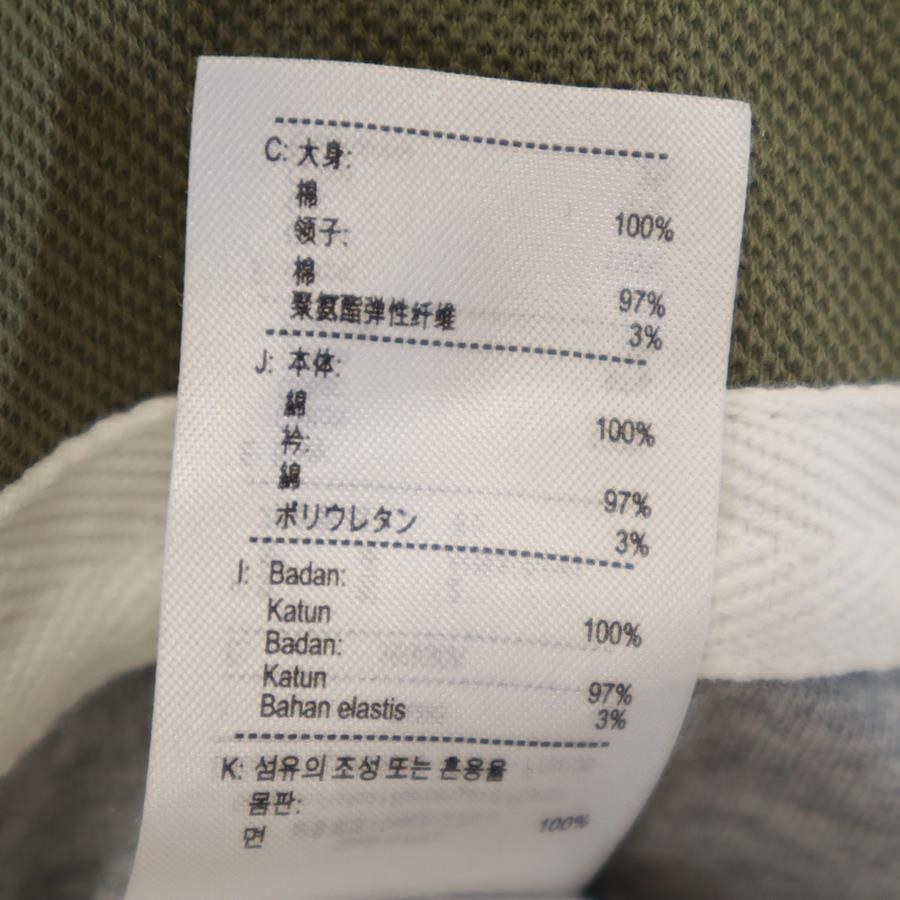 C: 大身:
棉 100%
领子:
棉 97%
聚氨酯弹性纤维 3%
J: 本体:
綿 100%
衿:
綿 97%
ポリウレタン 3%
I: Badan:
Katun 100%
Badan:
Katun 97%
Bahan elastis 3%
K: 섬유의 조성 또는 혼용율
몸판:
면 100%